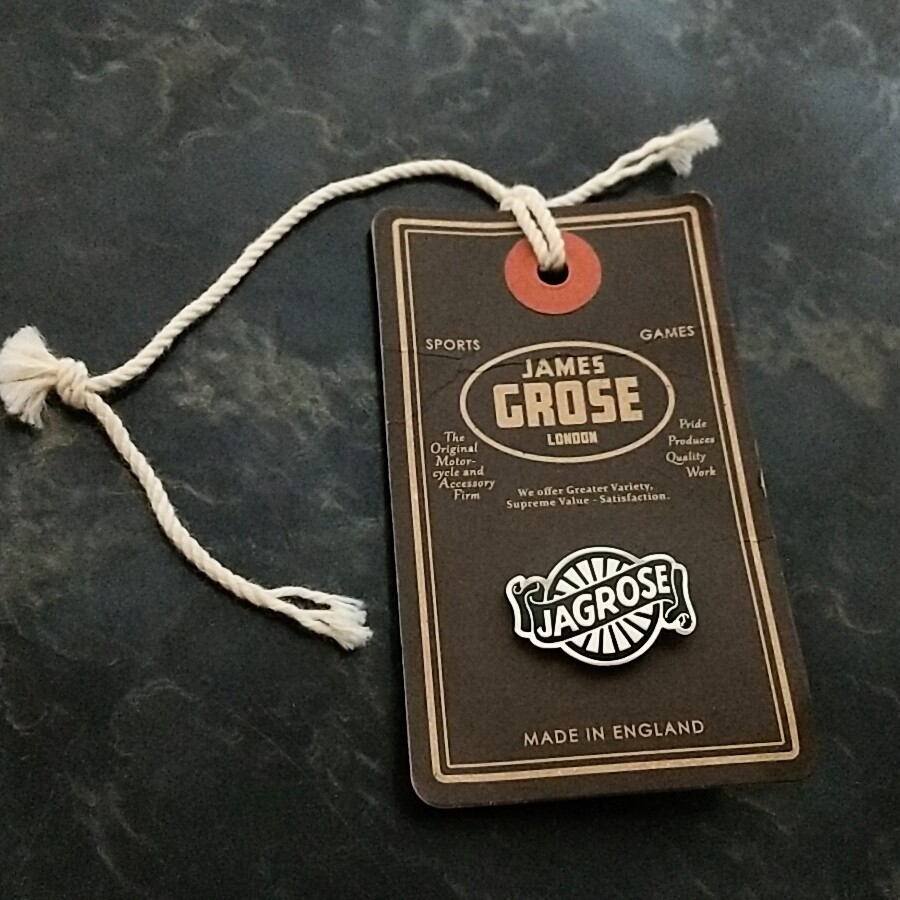 SPORTS
GAMES
JAMES
GROSE
LONDON
The
Original
Motor-
cycle and
Accessory
Firm
Pride
Produces
Quality
Work
We offer Greater Variety,
Supreme Value - Satisfaction.
JAGROSE
MADE IN ENGLAND